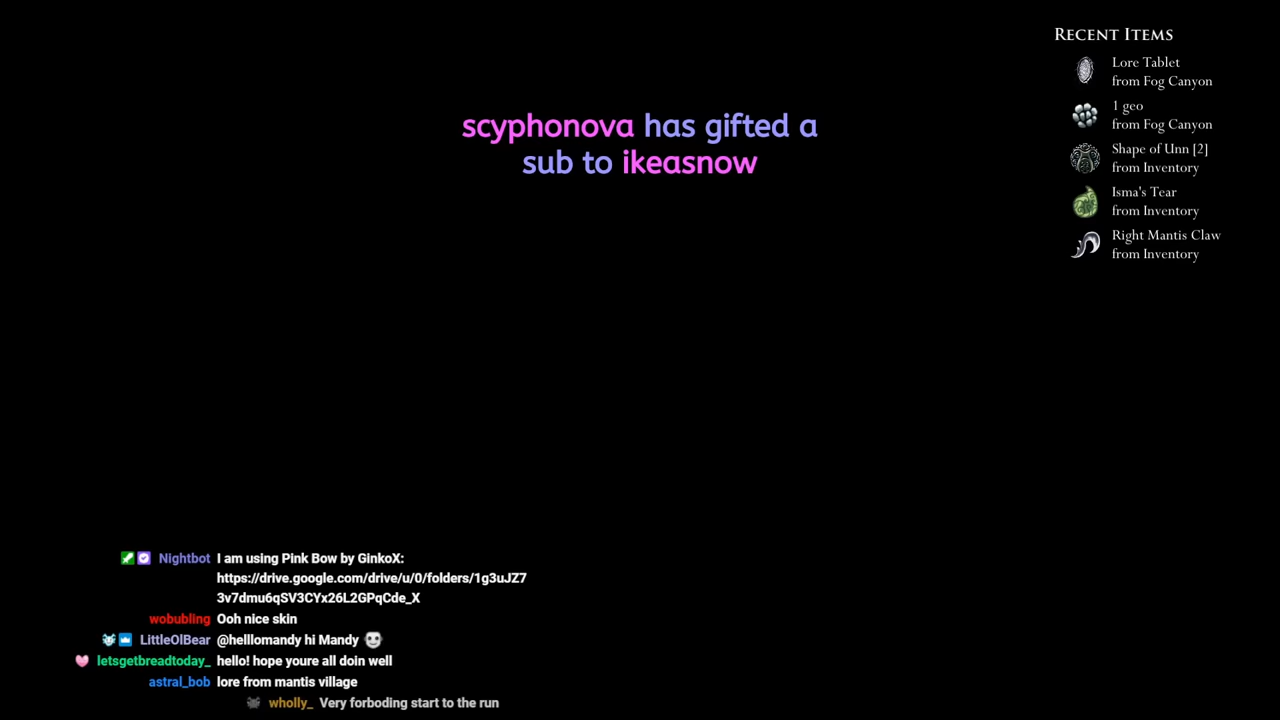 RECENT ITEMS
Lore Tablet
from Fog Canyon
1 geo
from Fog Canyon
Shape of Unn [2]
from Inventory
Isma's Tear
from Inventory
Right Mantis Claw
from Inventory
scyphonova has gifted a
sub to ikeasnow
Nightbot I am using Pink Bow by GinkoX:
https://drive.google.com/drive/u/0/folders/1g3uJZ7
3v7dmu6qSV3CYx26L2GPqCde_X
wobubling Ooh nice skin
LittleOlBear @helllomandy hi Mandy
letsgetbreadtoday_ hello! hope youre all doin well
astral_bob lore from mantis village
wholly_ Very forboding start to the run